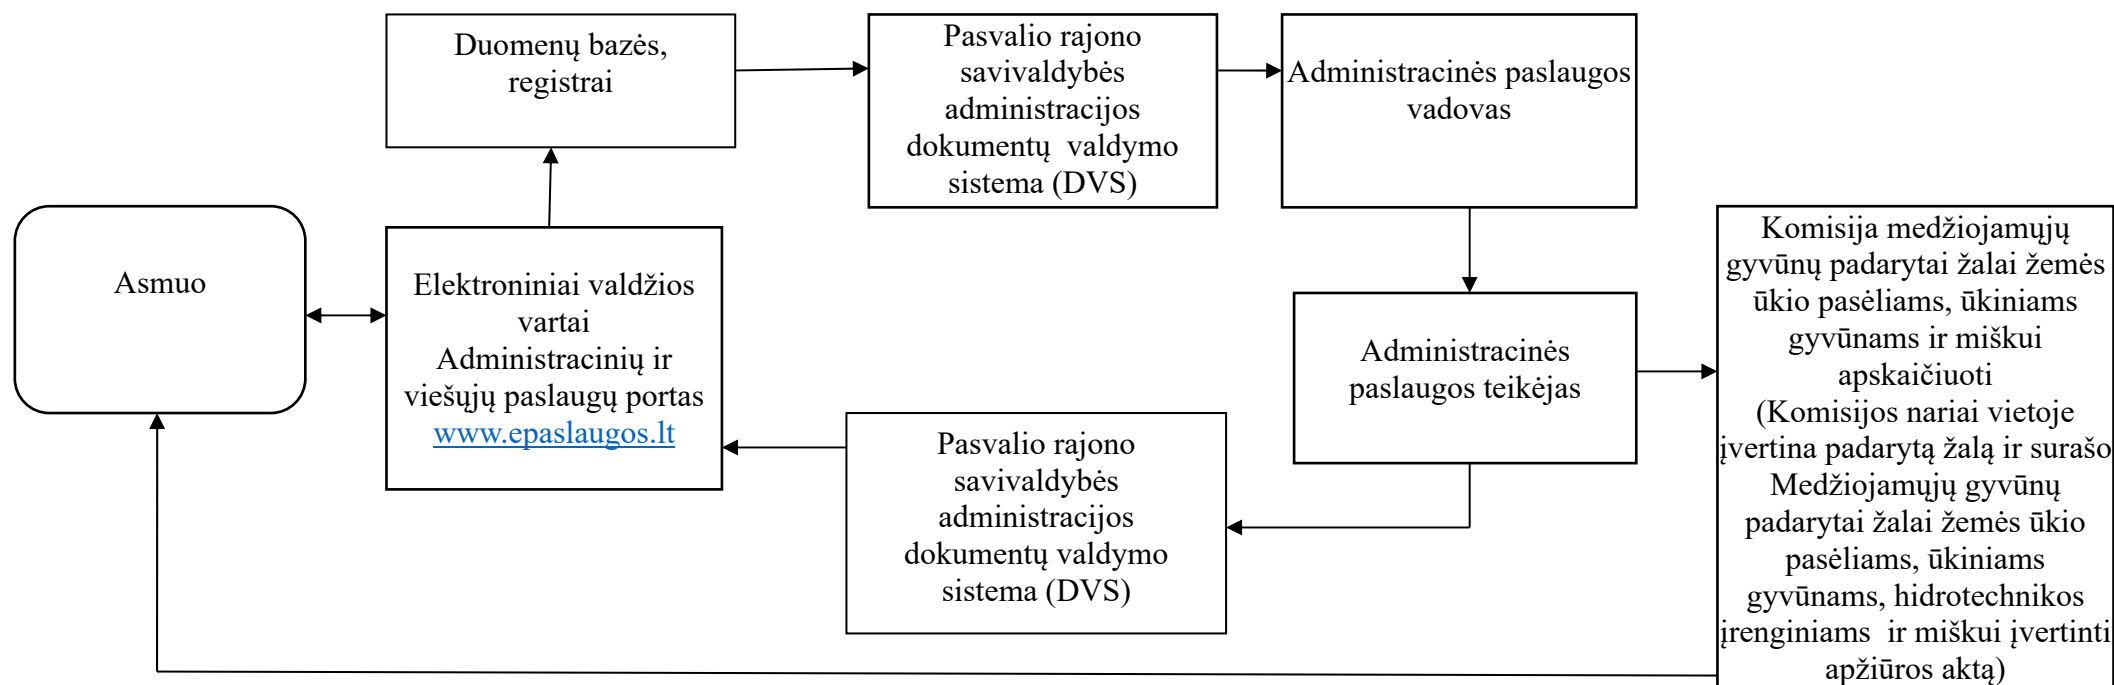 Duomenų bazės,
registrai
Pasvalio rajono
savivaldybės
administracijos
dokumentų  valdymo
sistema (DVS)
Administracinės paslaugos
vadovas
Asmuo
Elektroniniai valdžios
vartai
Administracinių ir
viešųjų paslaugų portas
www.epaslaugos.lt
Administracinės
paslaugos teikėjas
Komisija medžiojamųjų
gyvūnų padarytai žalai žemės
ūkio pasėliams, ūkiniams
gyvūnams ir miškui
apskaičiuoti
(Komisijos nariai vietoje
įvertina padarytą žalą ir surašo
Medžiojamųjų gyvūnų
padarytai žalai žemės ūkio
pasėliams, ūkiniams
gyvūnams, hidrotechnikos
įrenginiams  ir miškui įvertinti
apžiūros aktą)
Pasvalio rajono
savivaldybės
administracijos
dokumentų valdymo
sistema (DVS)